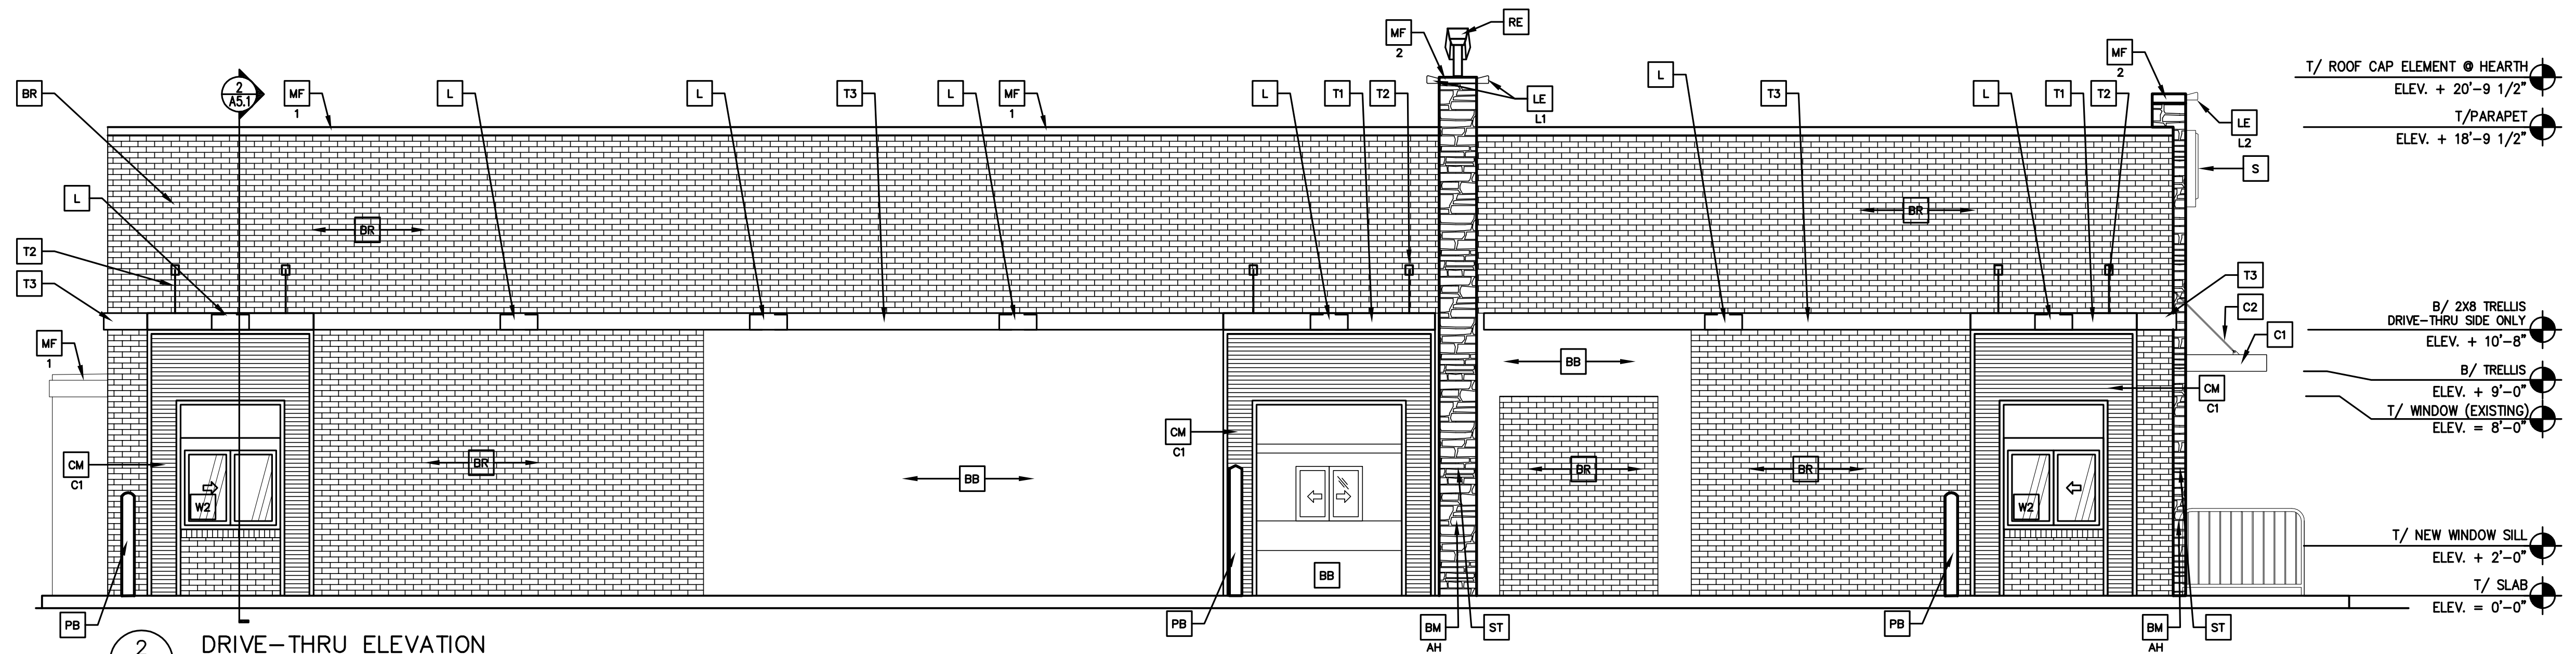 RE
MF
2
MF
2
T/ ROOF CAP ELEMENT @ HEARTH
ELEV. + 20'-9 1/2"
BR
2
A5.1
MF
1
L
L
T3
L
MF
1
L
T1
T2
LE
L1
L
T3
L
T1
T2
LE
L2
T/PARAPET
ELEV. + 18'-9 1/2"
S
L
BR
BR
T2
T3
T3
C2
C1
B/ 2X8 TRELLIS
DRIVE-THRU SIDE ONLY
ELEV. + 10'-8"
MF
1
BB
B/ TRELLIS
ELEV. + 9'-0"
CM
C1
T/ WINDOW (EXISTING)
ELEV. = 8'-0"
CM
C1
CM
C1
BR
BB
BR
BR
W2
W2
T/ NEW WINDOW SILL
ELEV. + 2'-0"
BB
T/ SLAB
ELEV. = 0'-0"
PB
PB
BM
AH
ST
PB
BM
AH
ST
2
DRIVE-THRU ELEVATION